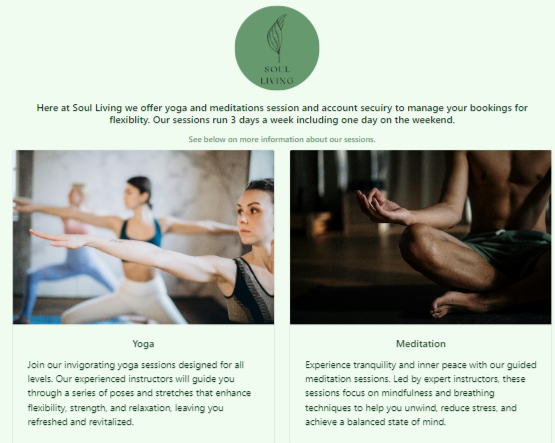 SOUL
LIVING
Here at Soul Living we offer yoga and meditations session and account secuiry to manage your bookings for
flexiblity. Our sessions run 3 days a week including one day on the weekend.
See below on more information about our sessions.
Yoga
Join our invigorating yoga sessions designed for all
levels. Our experienced instructors will guide you
through a series of poses and stretches that enhance
flexibility, strength, and relaxation, leaving you
refreshed and revitalized.
Meditation
Experience tranquility and inner peace with our guided
meditation sessions. Led by expert instructors, these
sessions focus on mindfulness and breathing
techniques to help you unwind, reduce stress, and
achieve a balanced state of mind.